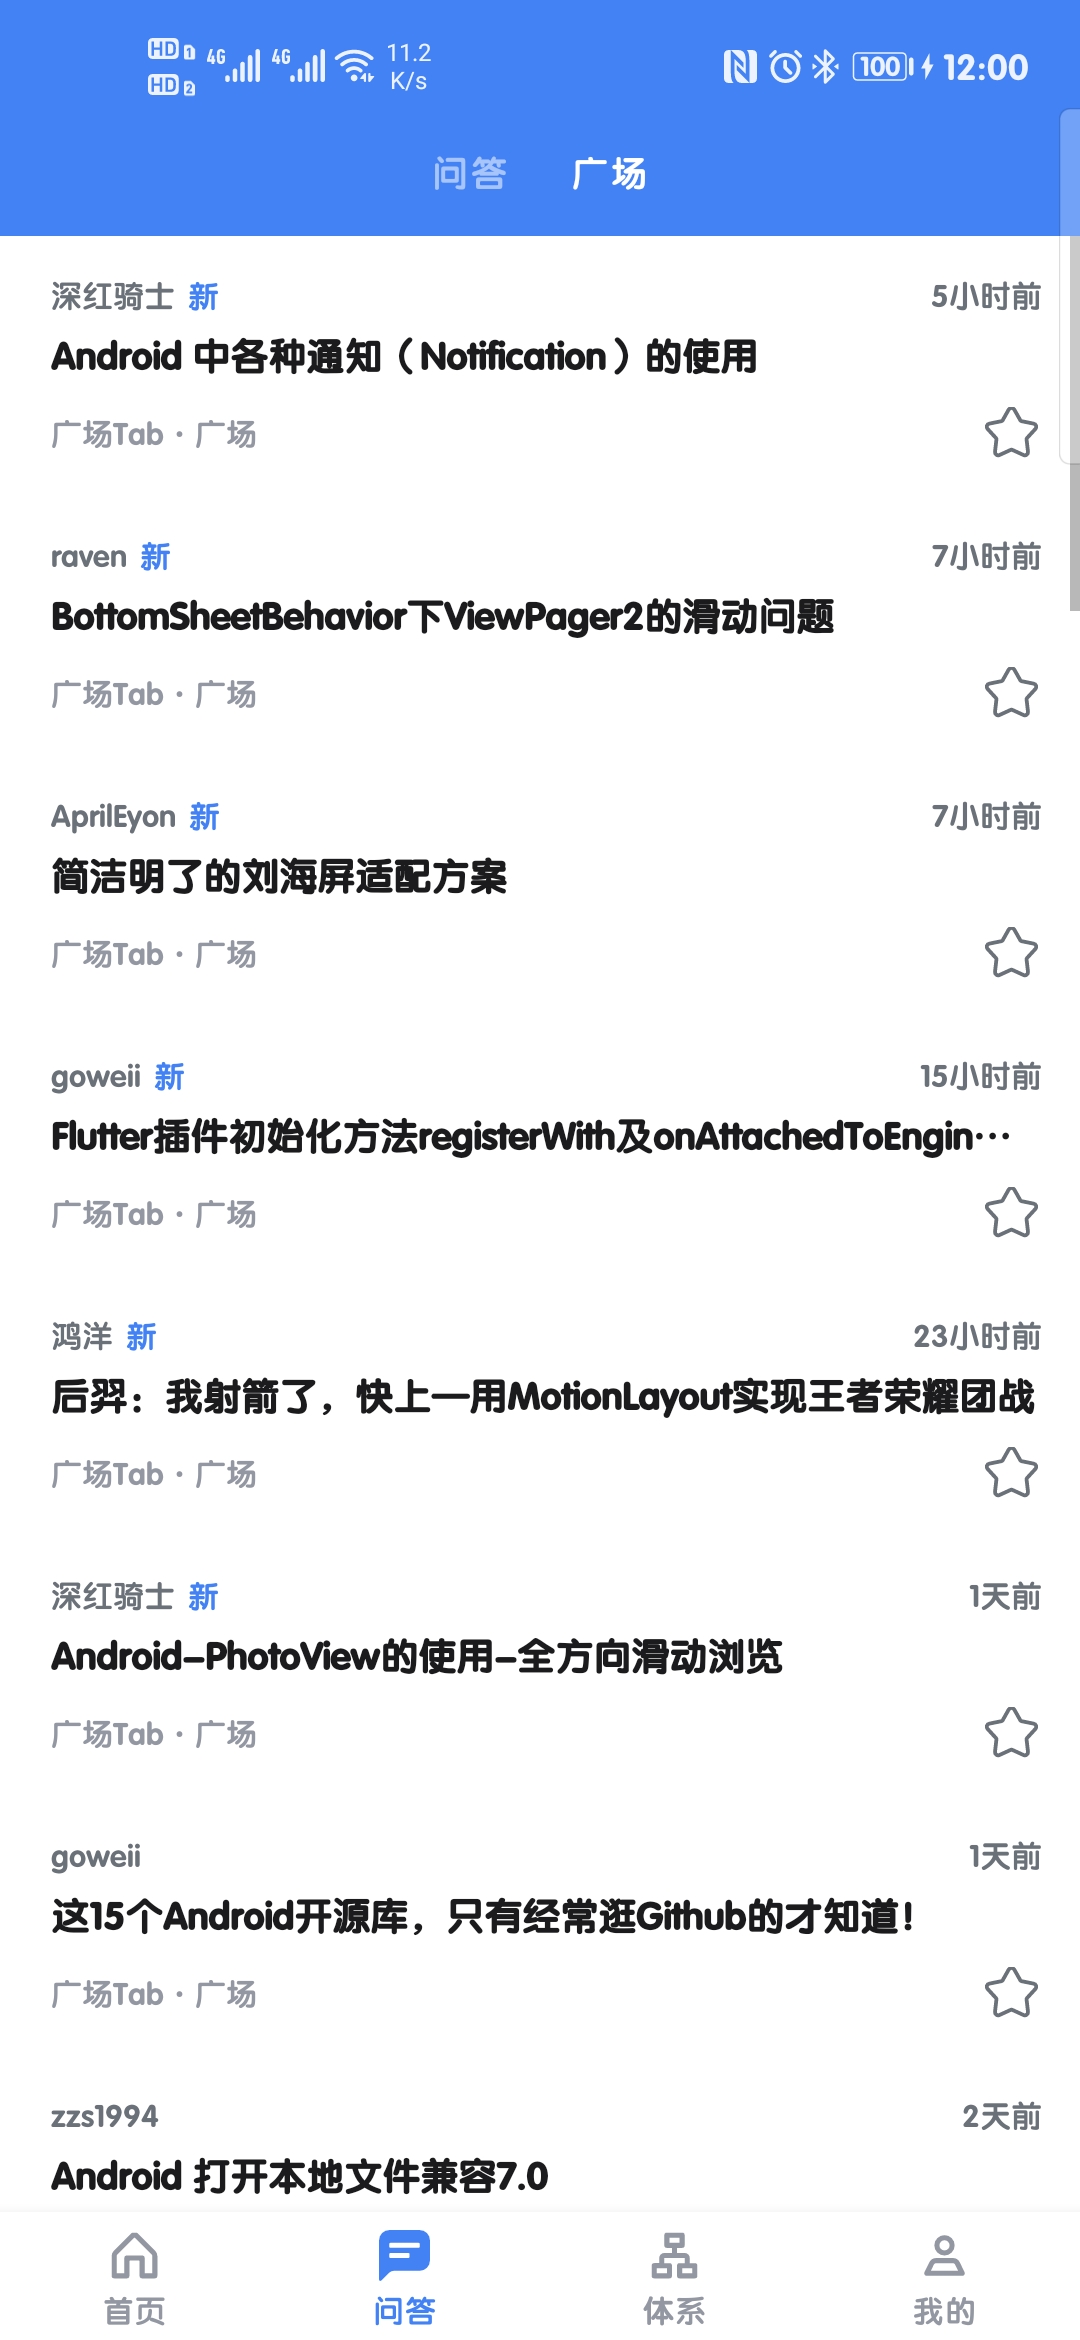 HD 1 4G 4G 11.2 100 12:00
HD 2 K/s
问答 广场
深红骑士 新 5小时前
Android 中各种通知（Notification）的使用
广场Tab · 广场
raven 新 7小时前
BottomSheetBehavior下ViewPager2的滑动问题
广场Tab · 广场
AprilEyon 新 7小时前
简洁明了的刘海屏适配方案
广场Tab · 广场
goweii 新 15小时前
Flutter插件初始化方法registerWith及onAttachedToEngin…
广场Tab · 广场
鸿洋 新 23小时前
后羿：我射箭了，快上—用MotionLayout实现王者荣耀团战
广场Tab · 广场
深红骑士 新 1天前
Android-PhotoView的使用-全方向滑动浏览
广场Tab · 广场
goweii 1天前
这15个Android开源库，只有经常逛Github的才知道！
广场Tab · 广场
zzs1994 2天前
Android 打开本地文件兼容7.0
首页 问答 体系 我的